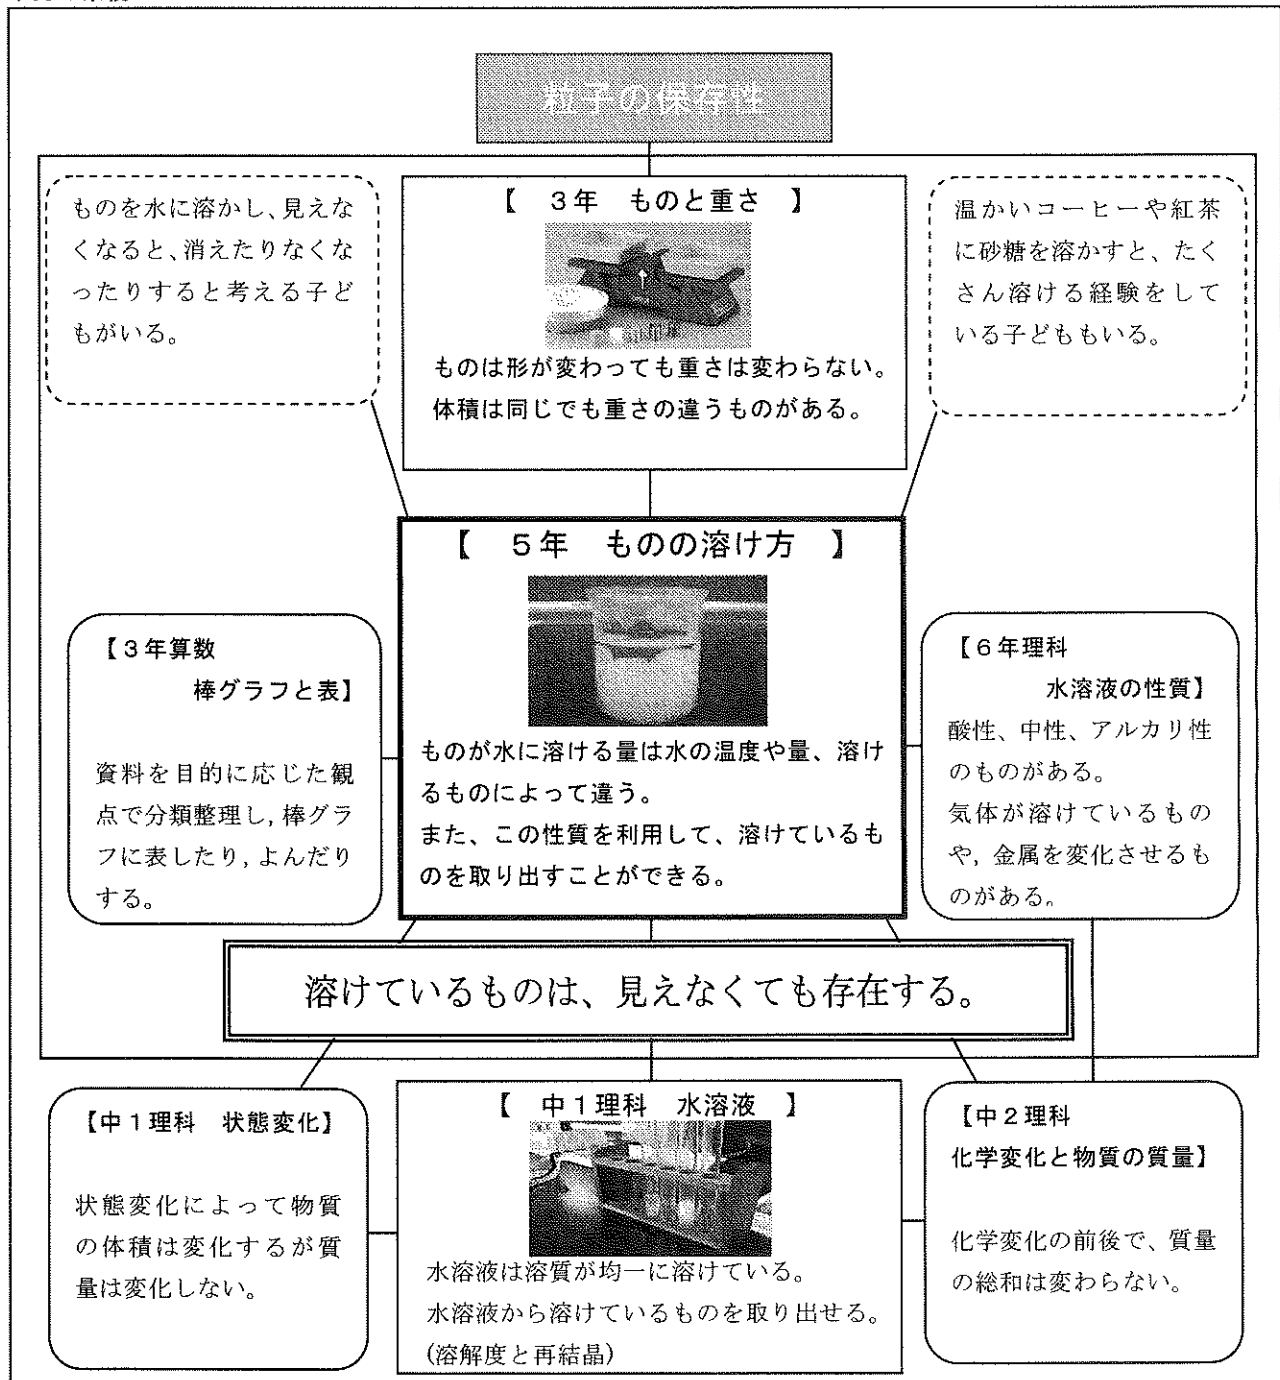 粒子の保存性
ものを水に溶かし、見えな
くなると、消えたりなくな
ったりすると考える子ど
もがいる。
【　３年　ものと重さ　】
ものは形が変わっても重さは変わらない。
体積は同じでも重さの違うものがある。
温かいコーヒーや紅茶
に砂糖を溶かすと、たく
さん溶ける経験をして
いる子どももいる。
【　５年　ものの溶け方　】
ものが水に溶ける量は水の温度や量、溶け
るものによって違う。
また、この性質を利用して、溶けているも
のを取り出すことができる。
【３年算数
棒グラフと表】
資料を目的に応じた観
点で分類整理し,棒グラ
フに表したり,よんだり
する。
【６年理科
水溶液の性質】
酸性、中性、アルカリ性
のものがある。
気体が溶けているもの
や,金属を変化させるも
のがある。
溶けているものは、見えなくても存在する。
【中１理科　状態変化】
状態変化によって物質
の体積は変化するが質
量は変化しない。
【　中１理科　水溶液　】
水溶液は溶質が均一に溶けている。
水溶液から溶けているものを取り出せる。
(溶解度と再結晶)
【中２理科
化学変化と物質の質量】
化学変化の前後で、質量
の総和は変わらない。